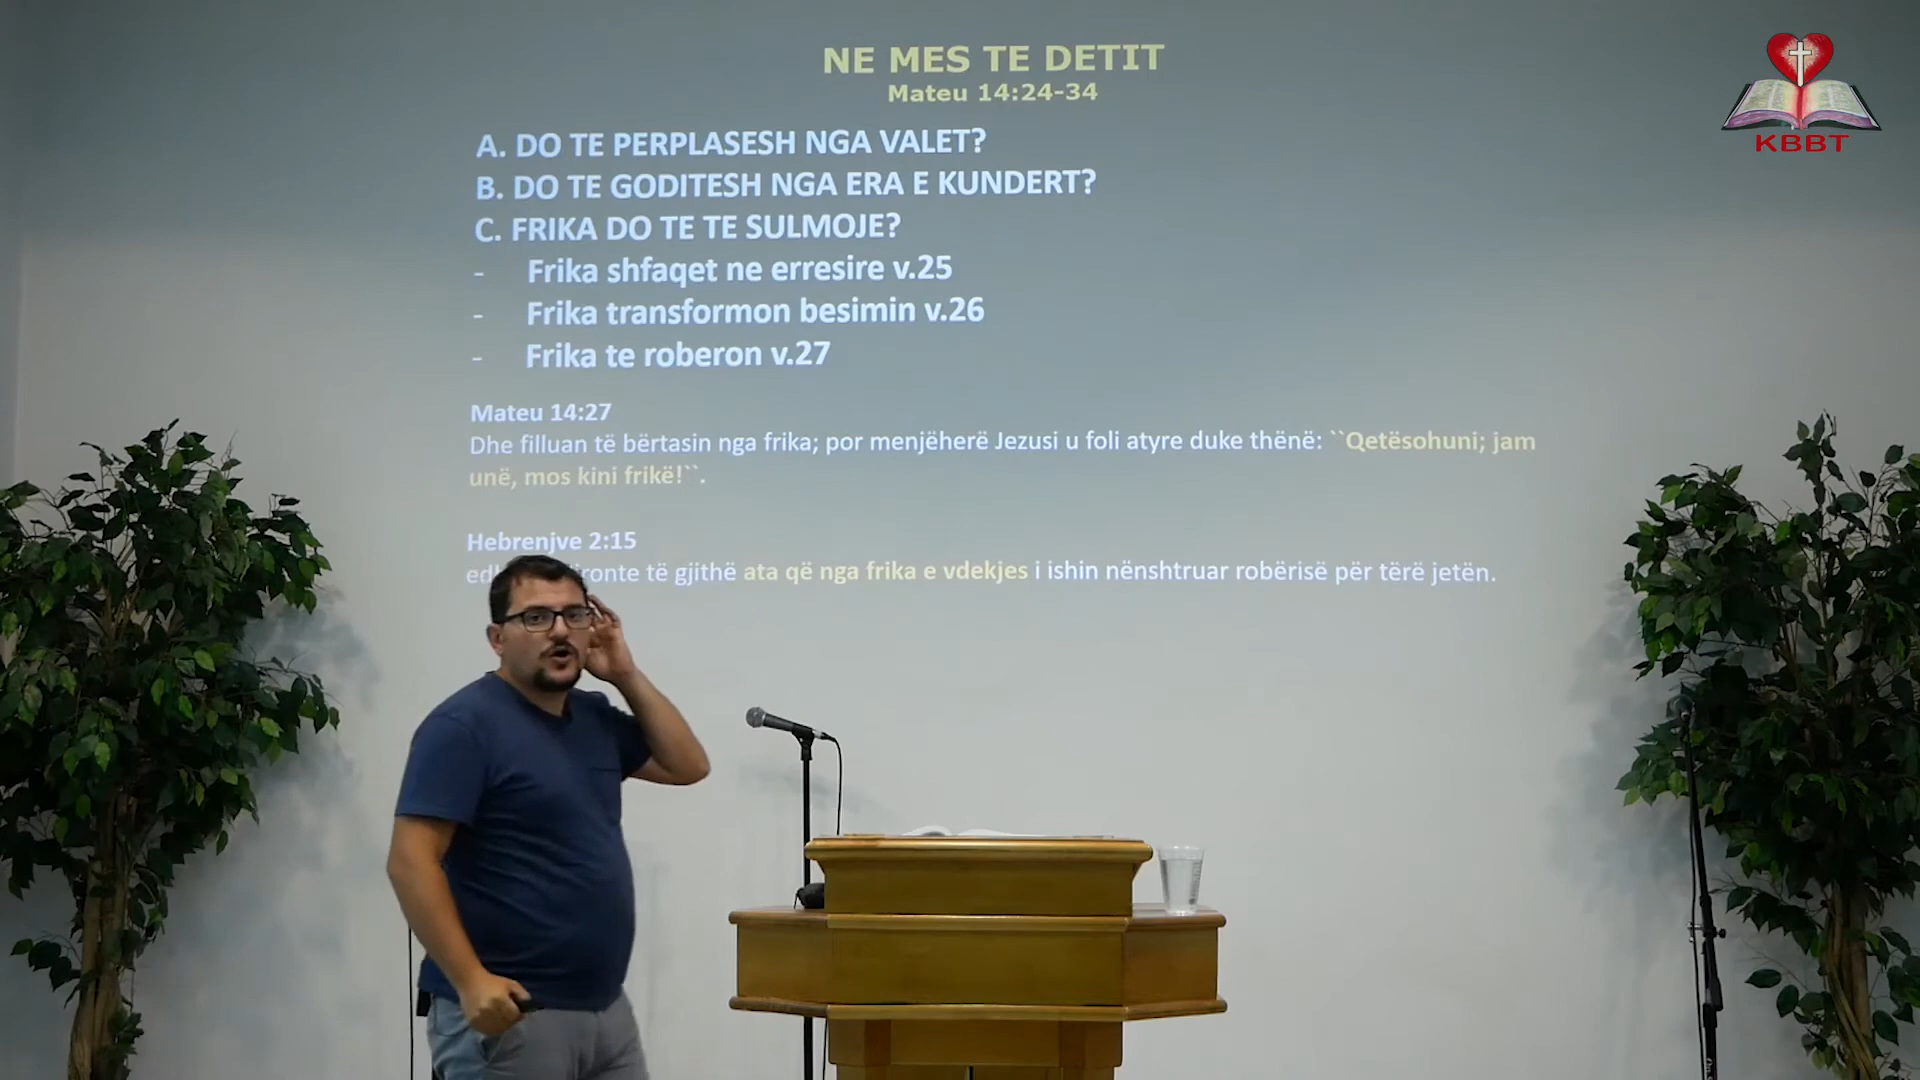 NE MES TE DETIT
Mateu 14:24-34
KBBT
A. DO TE PERPLASESH NGA VALET?
B. DO TE GODITESH NGA ERA E KUNDERT?
C. FRIKA DO TE TE SULMOJE?
- Frika shfaqet ne erresire v.25
- Frika transformon besimin v.26
- Frika te roberon v.27
Mateu 14:27
Dhe filluan të bërtasin nga frika; por menjëherë Jezusi u foli atyre duke thënë: ``Qetësohuni; jam
unë, mos kini frikë!``.
Hebrenjve 2:15
të gjithë ata që nga frika e vdekjes i ishin nënshtruar robërisë për tërë jetën.